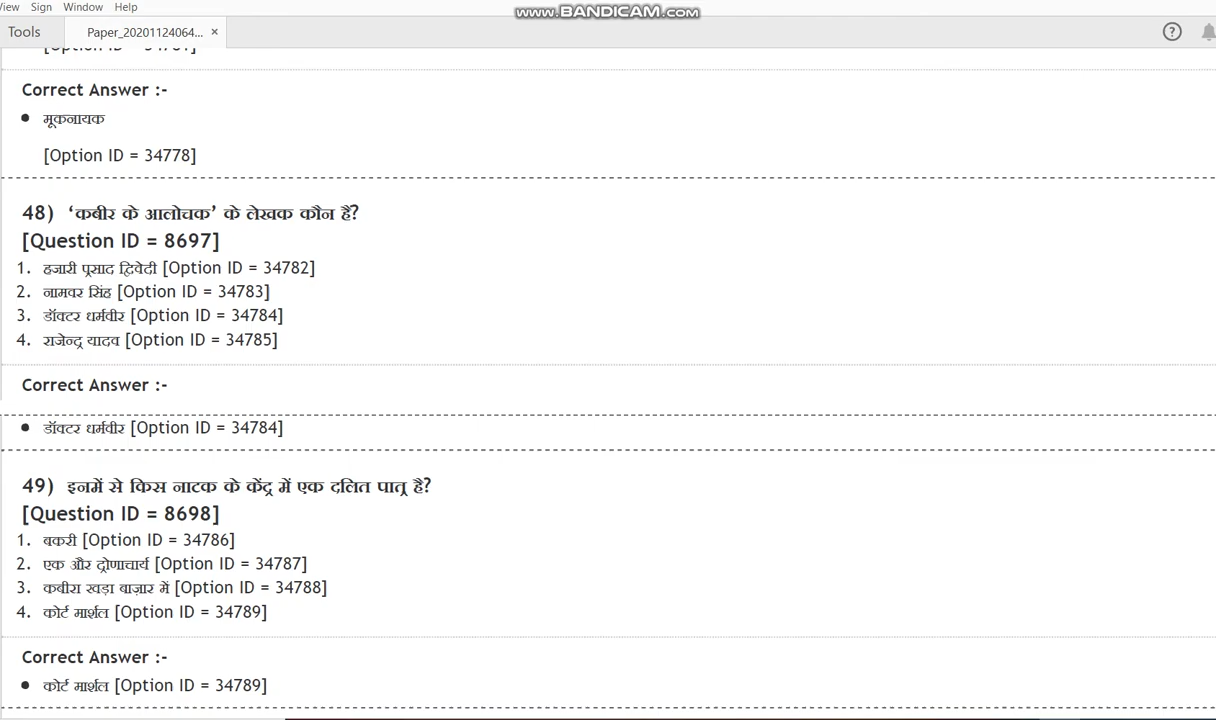 View Sign Window Help
www.BANDICAM.com
Tools
Paper_20201124064... ×
?
[Option ID = 34781]
Correct Answer :-
● मूकनायक
[Option ID = 34778]
48) ‘कबीर के आलोचक’ के लेखक कौन हैं?
[Question ID = 8697]
1. हजारी प्रसाद द्विवेदी [Option ID = 34782]
2. नामवर सिंह [Option ID = 34783]
3. डॉक्टर धर्मवीर [Option ID = 34784]
4. राजेन्द्र यादव [Option ID = 34785]
Correct Answer :-
● डॉक्टर धर्मवीर [Option ID = 34784]
49) इनमें से किस नाटक के केंद्र में एक दलित पात्र है?
[Question ID = 8698]
1. बकरी [Option ID = 34786]
2. एक और द्रोणाचार्य [Option ID = 34787]
3. कबीरा खड़ा बाज़ार में [Option ID = 34788]
4. कोर्ट मार्शल [Option ID = 34789]
Correct Answer :-
● कोर्ट मार्शल [Option ID = 34789]